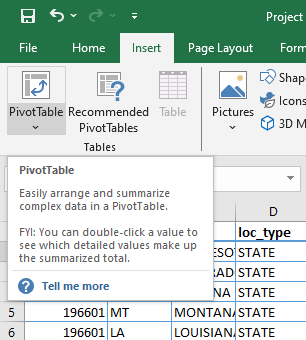 Project
File Home Insert Page Layout Formu
PivotTable Recommended PivotTables Table Pictures Shap
Icons
3D M
Tables
PivotTable
Easily arrange and summarize
complex data in a PivotTable.
FYI: You can double-click a value to
see which detailed values make up
the summarized total.
Tell me more
D
loc_type
ESO STATE
RAD STATE
NA STATE
5 196601 MT MONTANA STATE
6 196601 LA LOUISIANA STATE